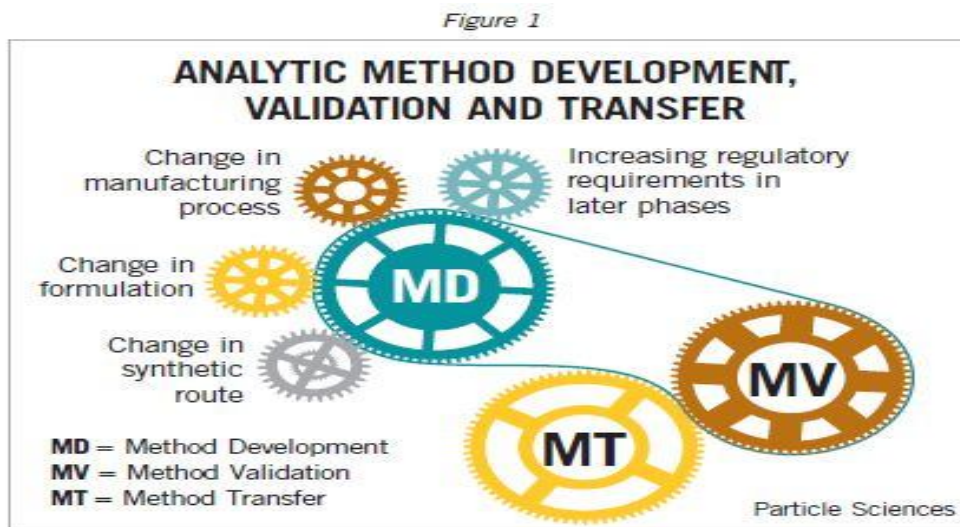 Figure 1
ANALYTIC METHOD DEVELOPMENT,
VALIDATION AND TRANSFER
Change in
manufacturing
process
Increasing regulatory
requirements in
later phases
Change in
formulation
MD
Change in
synthetic
route
MV
MT
MD = Method Development
MV = Method Validation
MT = Method Transfer
Particle Sciences